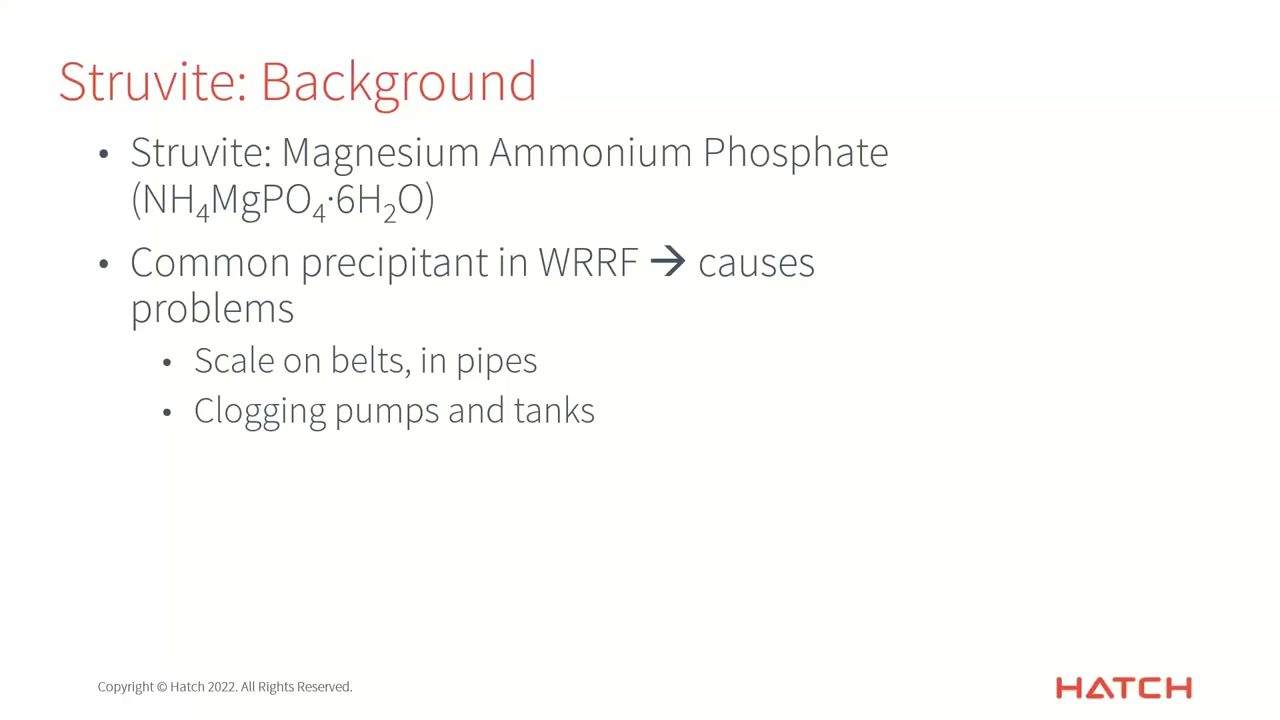 Struvite: Background
• Struvite: Magnesium Ammonium Phosphate
(NH₄MgPO₄·6H₂O)
• Common precipitant in WRRF → causes
problems
• Scale on belts, in pipes
• Clogging pumps and tanks
Copyright © Hatch 2022. All Rights Reserved.
HATCH